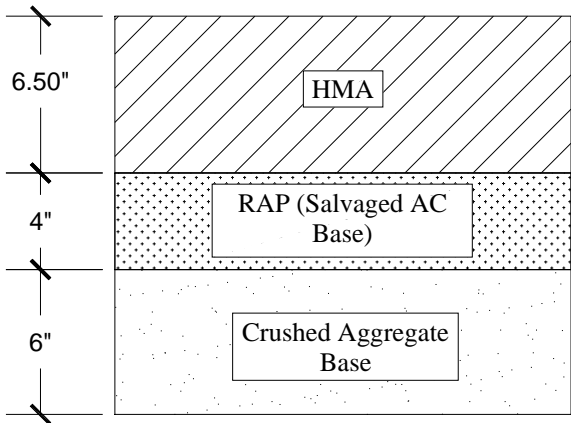 6.50"
HMA
4"
RAP (Salvaged AC
Base)
6"
Crushed Aggregate
Base